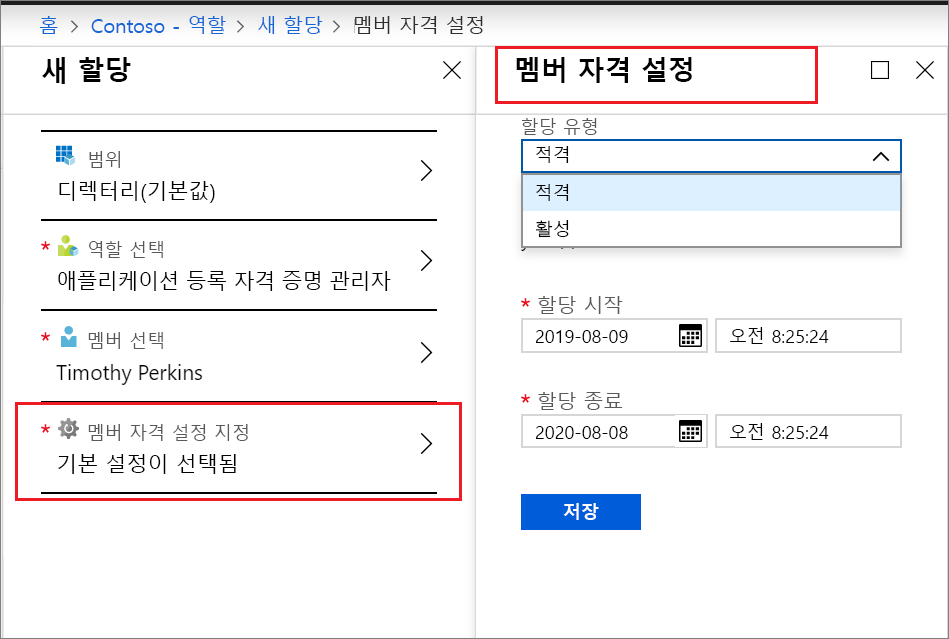 홈 > Contoso - 역할 > 새 할당 > 멤버 자격 설정
새 할당
범위
디렉터리(기본값)
* 역할 선택
애플리케이션 등록 자격 증명 관리자
* 멤버 선택
Timothy Perkins
* 멤버 자격 설정 지정
기본 설정이 선택됨
멤버 자격 설정
할당 유형
적격
적격
활성
* 할당 시작
2019-08-09 오전 8:25:24
* 할당 종료
2020-08-08 오전 8:25:24
저장